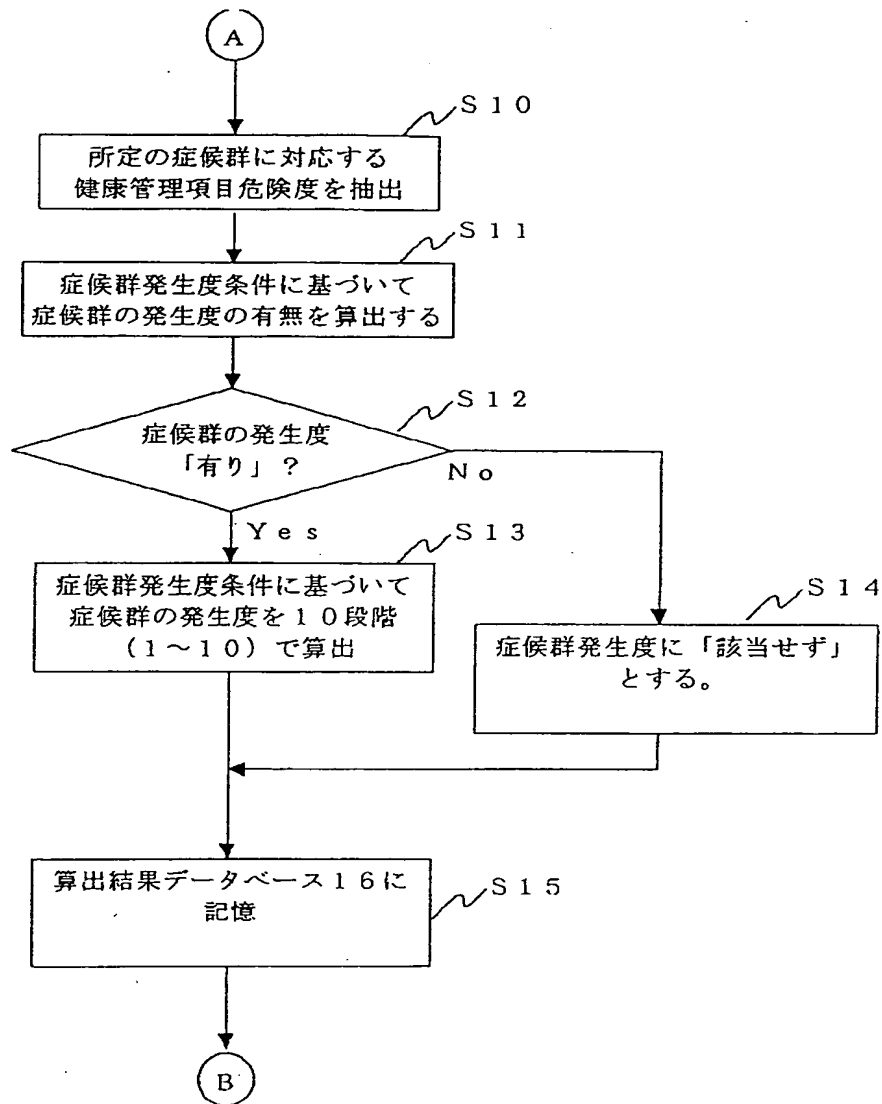 A
S10
所定の症候群に対応する
健康管理項目危険度を抽出
S11
症候群発生度条件に基づいて
症候群の発生度の有無を算出する
S12
症候群の発生度
「有り」?
No
Yes
S13
症候群発生度条件に基づいて
症候群の発生度を10段階
(1~10)で算出
S14
症候群発生度に「該当せず」
とする。
算出結果データベース16に
記憶
S15
B